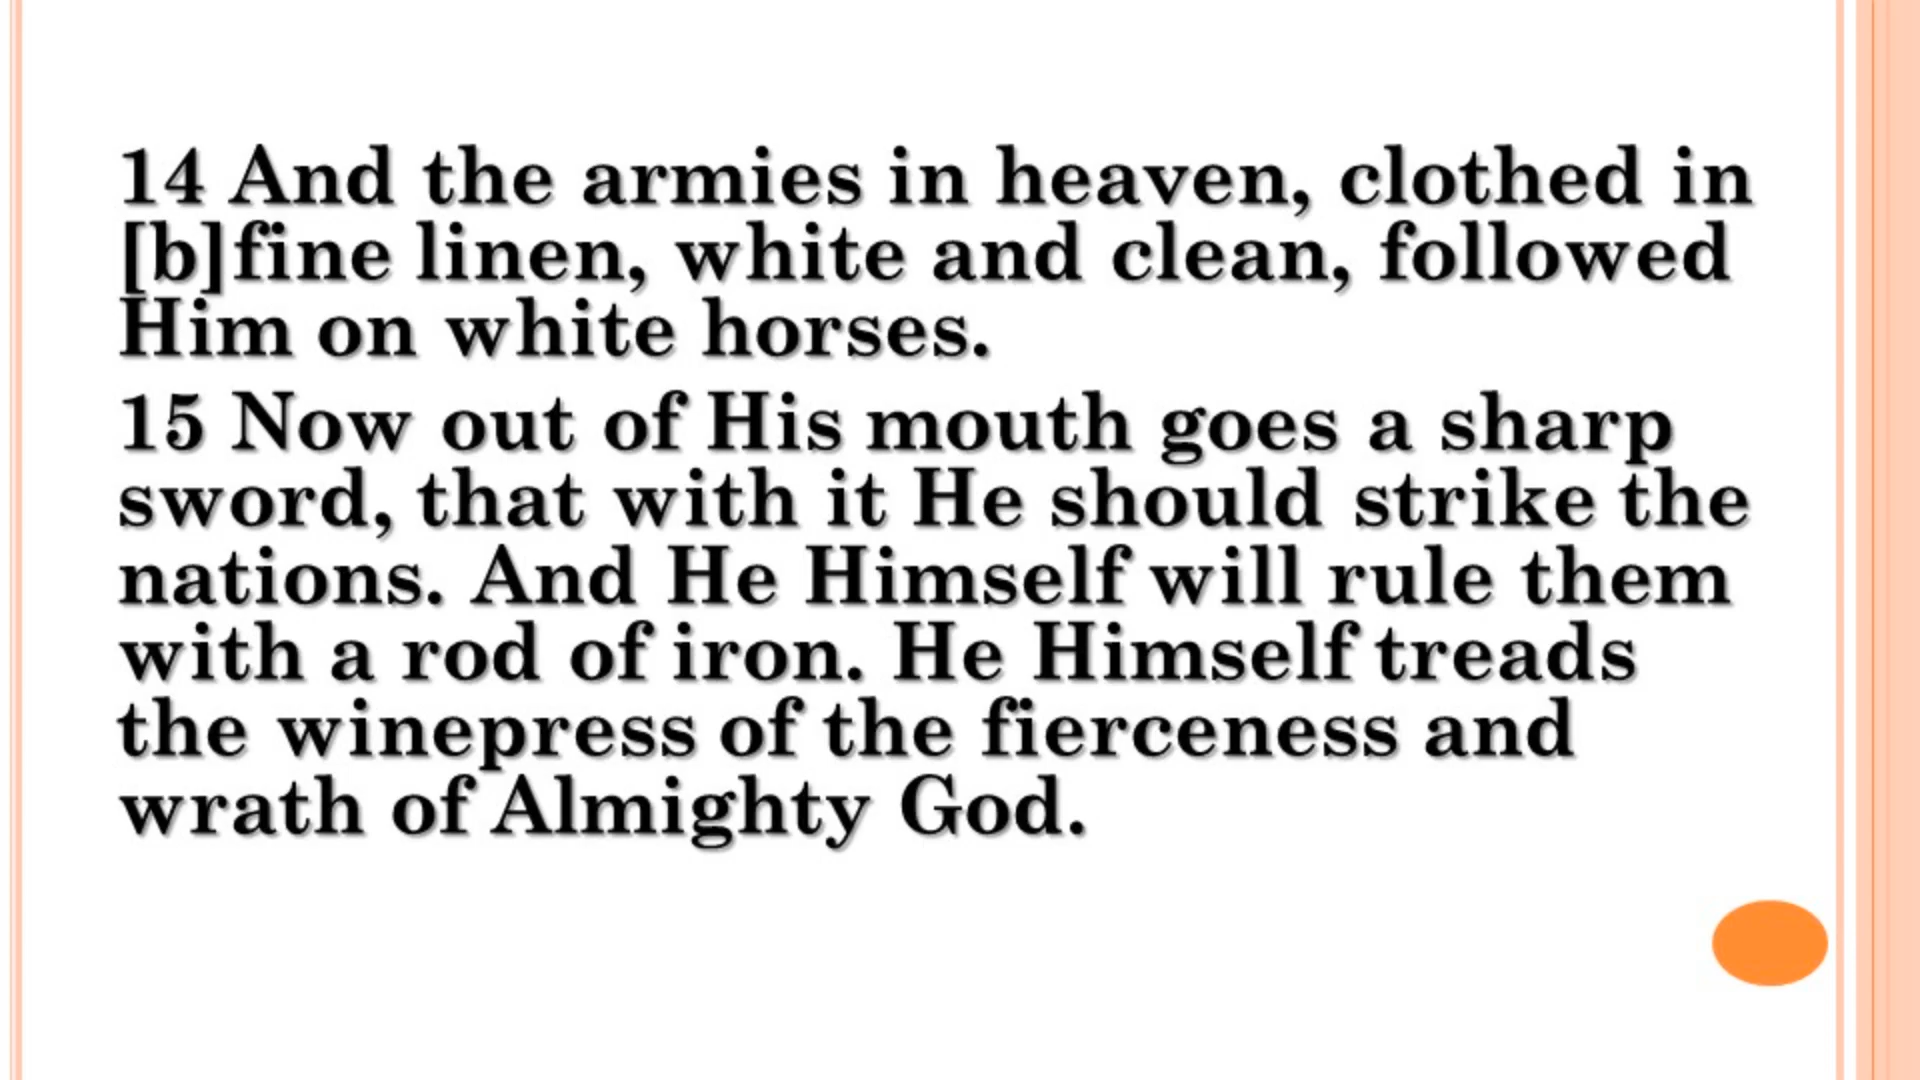 14 And the armies in heaven, clothed in
[b]fine linen, white and clean, followed
Him on white horses.
15 Now out of His mouth goes a sharp
sword, that with it He should strike the
nations. And He Himself will rule them
with a rod of iron. He Himself treads
the winepress of the fierceness and
wrath of Almighty God.